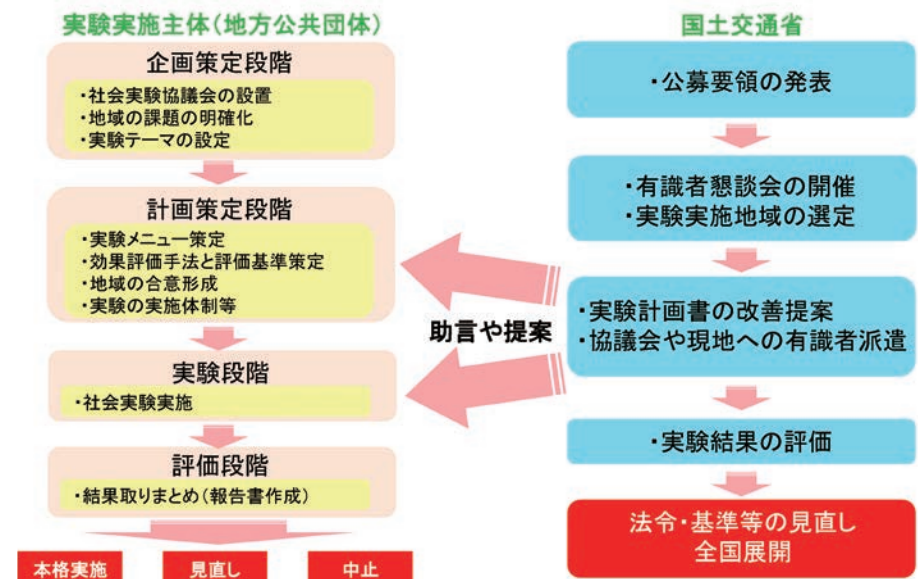 実験実施主体(地方公共団体)
企画策定段階
・社会実験協議会の設置
・地域の課題の明確化
・実験テーマの設定
計画策定段階
・実験メニュー策定
・効果評価手法と評価基準策定
・地域の合意形成
・実験の実施体制等
実験段階
・社会実験実施
評価段階
・結果取りまとめ(報告書作成)
本格実施
見直し
中止
助言や提案
国土交通省
・公募要領の発表
・有識者懇談会の開催
・実験実施地域の選定
・実験計画書の改善提案
・協議会や現地への有識者派遣
・実験結果の評価
法令・基準等の見直し
全国展開